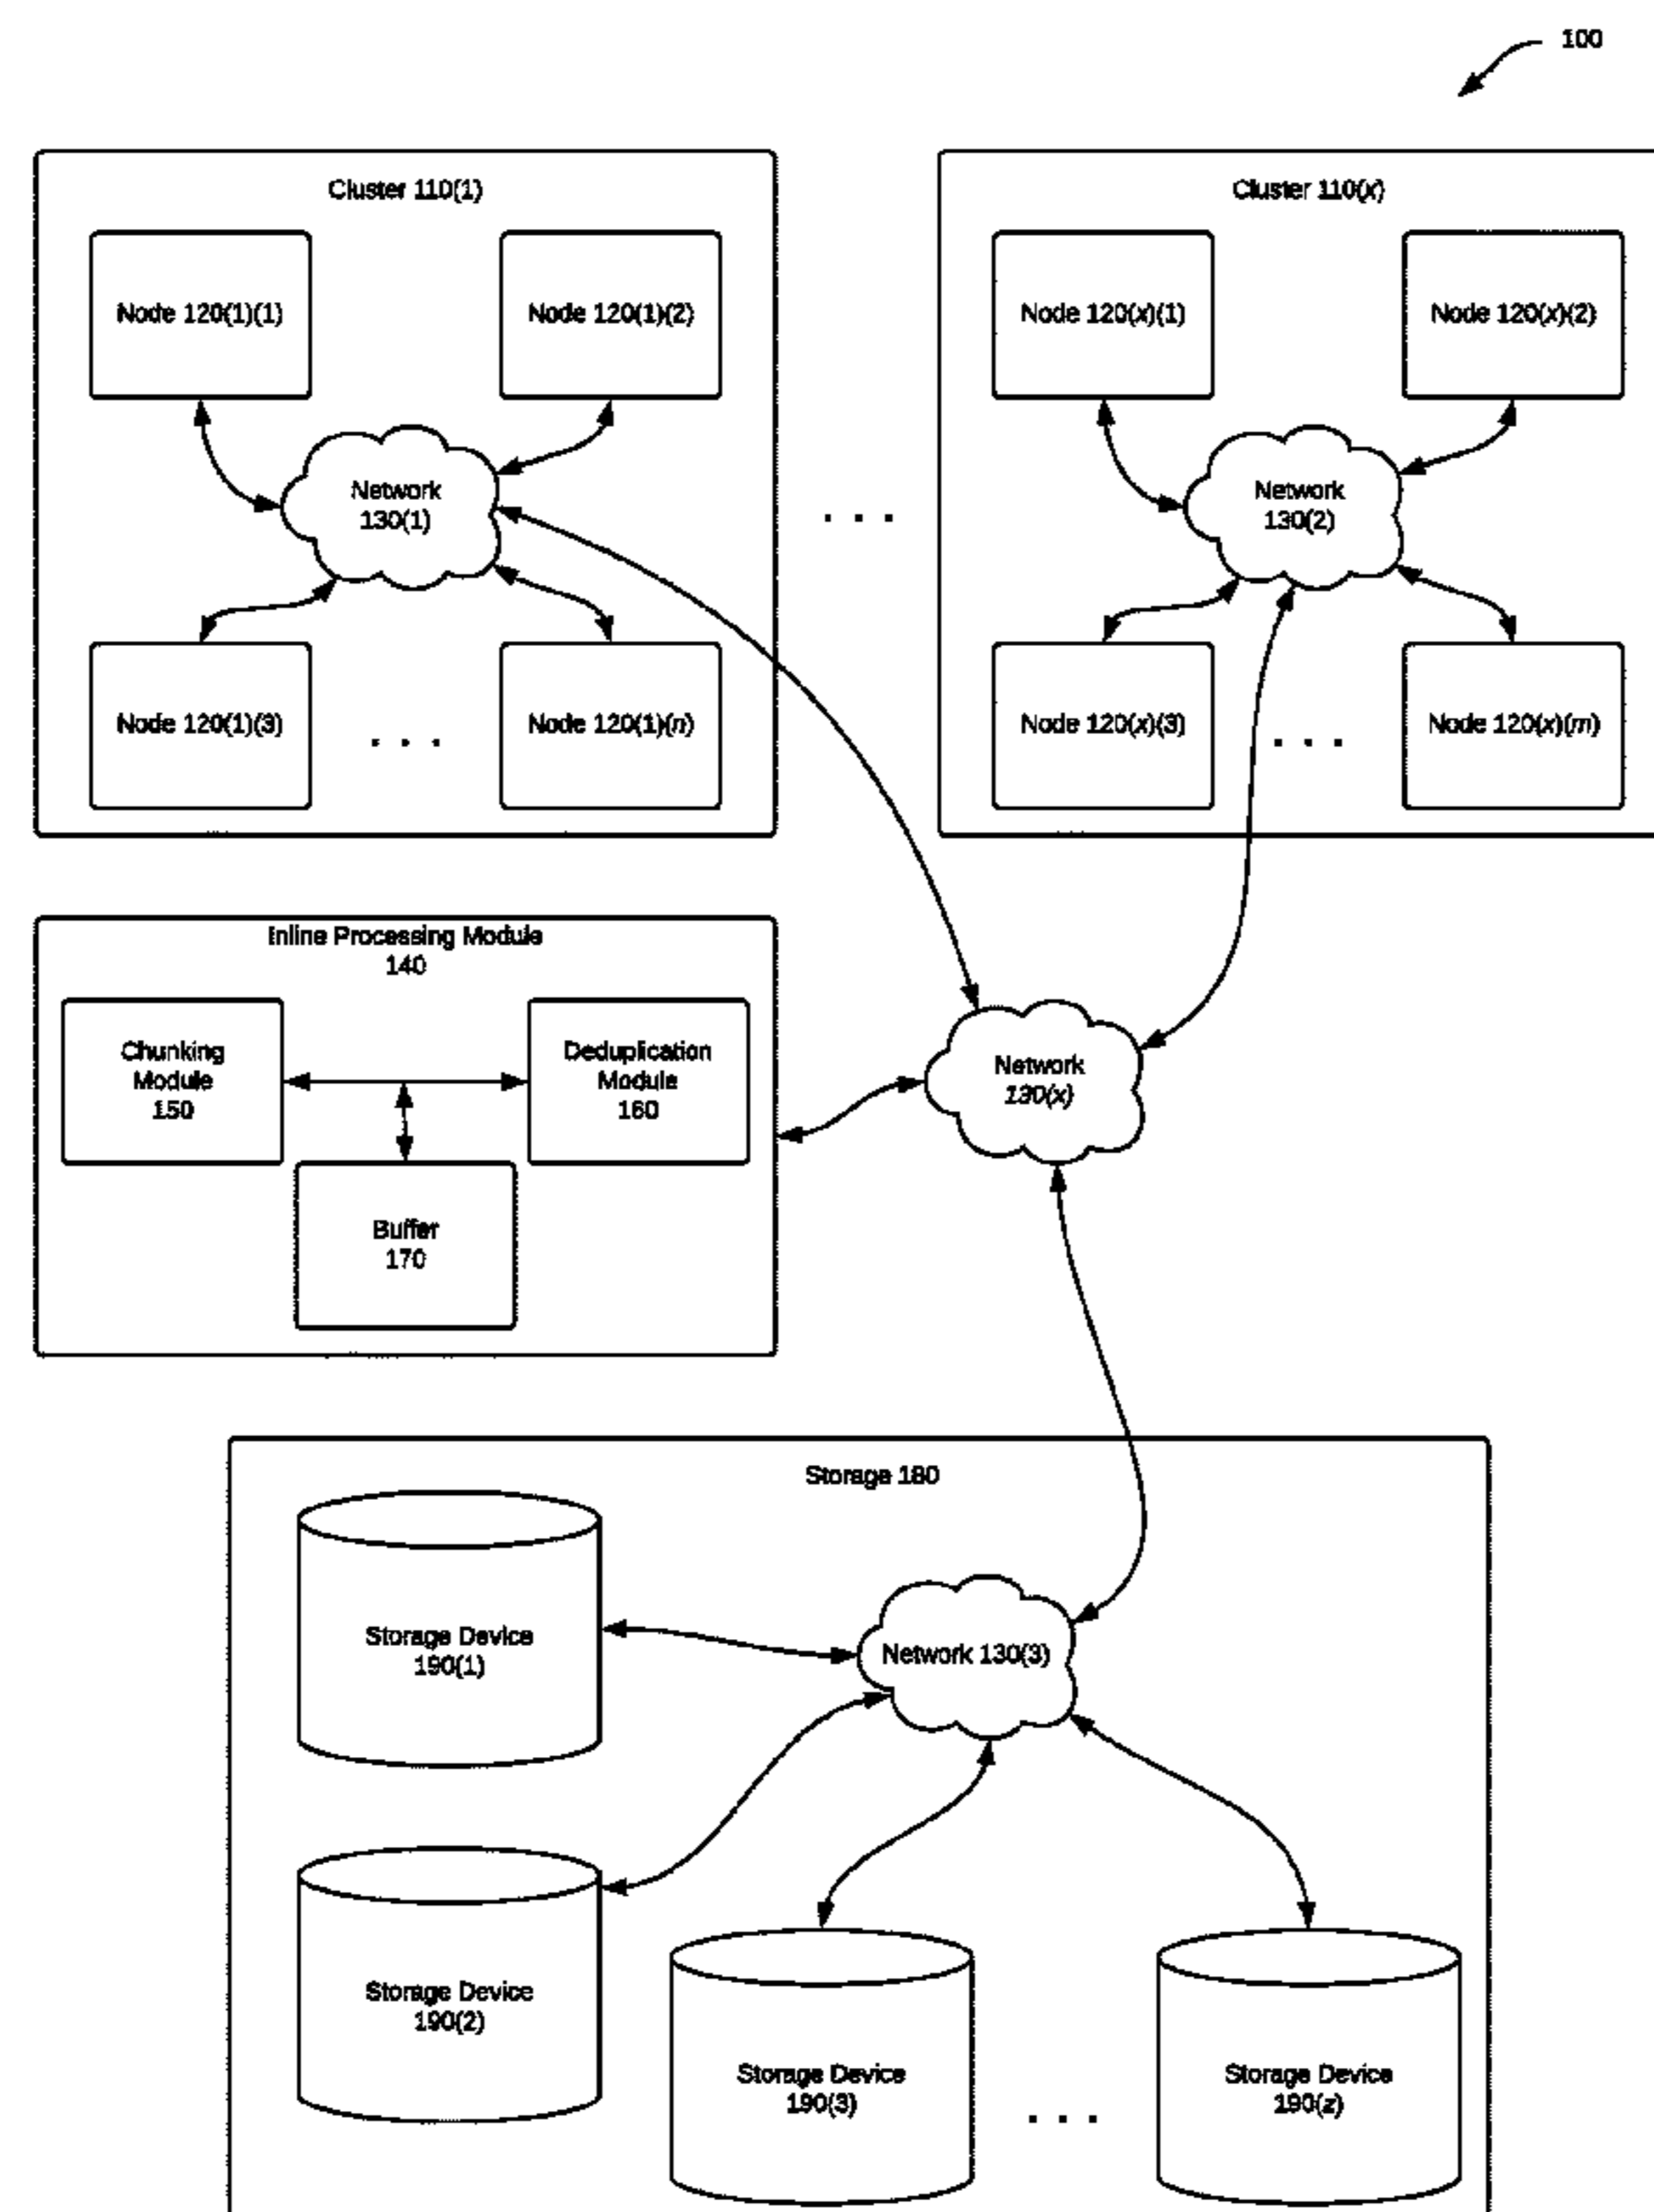 100
Cluster 110(1)
Node 120(1)(1)
Node 120(1)(2)
Network
130(1)
Node 120(1)(3)
. . .
Node 120(1)(n)
. . .
Cluster 110(x)
Node 120(x)(1)
Node 120(x)(2)
Network
130(2)
Node 120(x)(3)
. . .
Node 120(x)(m)
Inline Processing Module
140
Chunking
Module
150
Deduplication
Module
160
Buffer
170
Network
130(x)
Storage 180
Storage Device
190(1)
Network 130(3)
Storage Device
190(2)
Storage Device
190(3)
. . .
Storage Device
190(z)